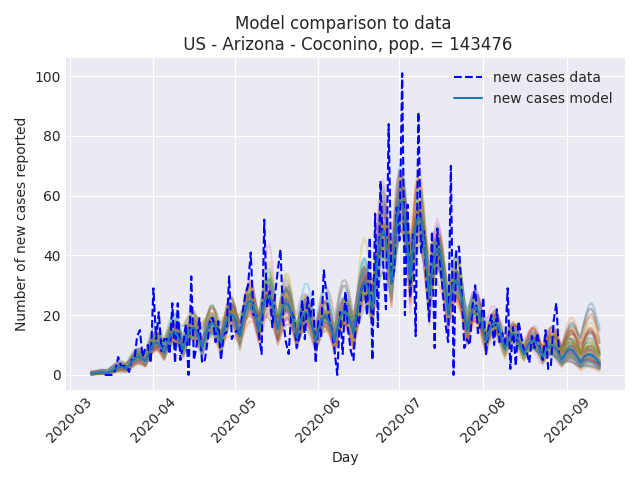 Model comparison to data
US - Arizona - Coconino, pop. = 143476
new cases data
new cases model
Number of new cases reported
100
80
60
40
20
0
2020-03
2020-04
2020-05
2020-06
2020-07
2020-08
2020-09
Day